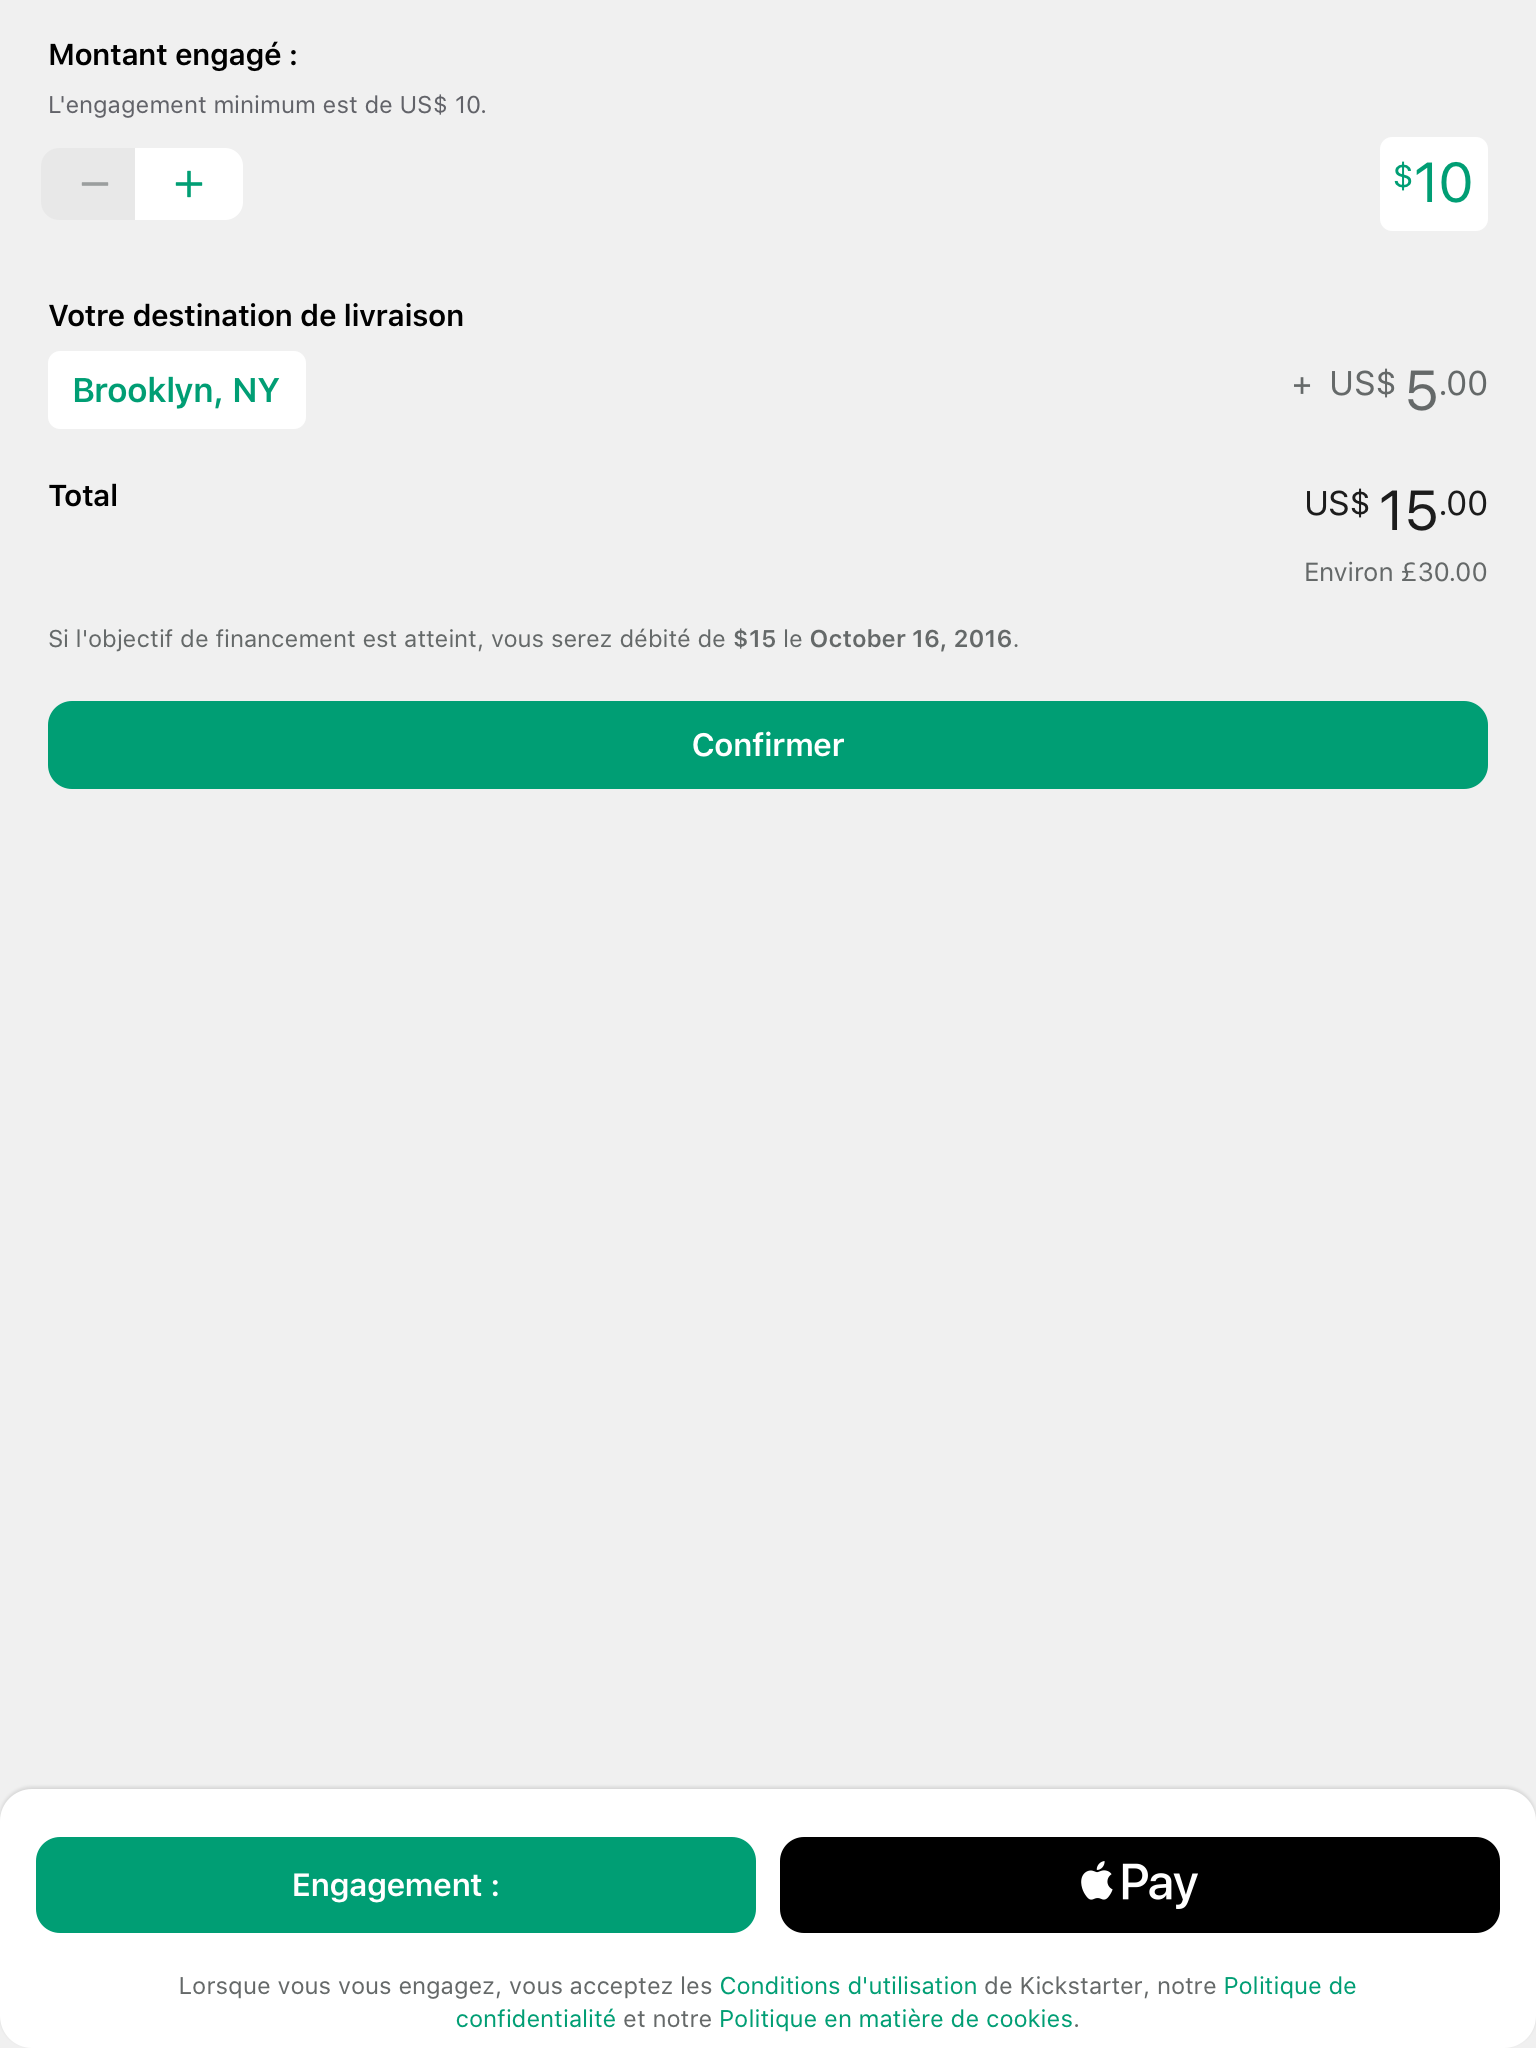 Montant engagé :
L'engagement minimum est de US$ 10.
− +
$10
Votre destination de livraison
Brooklyn, NY
+ US$ 5.00
Total
US$ 15.00
Environ £30.00
Si l'objectif de financement est atteint, vous serez débité de $15 le October 16, 2016.
Confirmer
Engagement :
Pay
Lorsque vous vous engagez, vous acceptez les Conditions d'utilisation de Kickstarter, notre Politique de
confidentialité et notre Politique en matière de cookies.